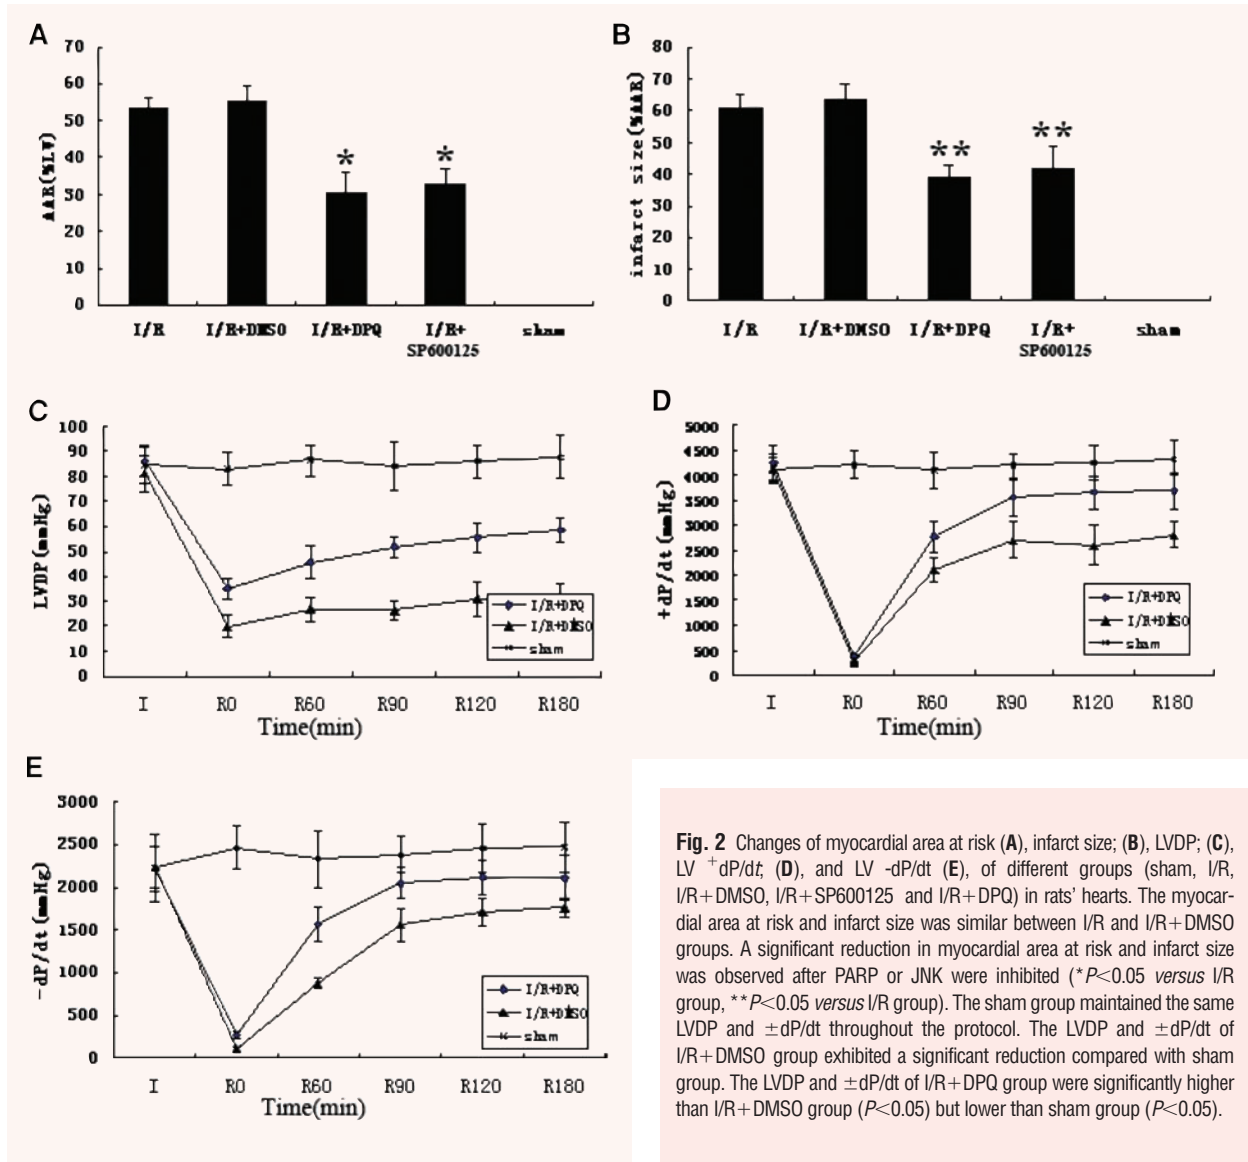 A
70
60
50
40
30
20
10
0
AAR(%LV)
*
*
I/R
I/R+DMSO
I/R+DPQ
I/R+
SP600125
sham
B
80
70
60
50
40
30
20
10
0
infarct size(%AAR)
**
**
I/R
I/R+DMSO
I/R+DPQ
I/R+
SP600125
sham
C
100
90
80
70
60
50
40
30
20
10
0
LVDP(mmHg)
I/R+DPQ
I/R+DMSO
sham
I R0 R60 R90 R120 R180
Time(min)
D
5000
4500
4000
3500
3000
2500
2000
1500
1000
500
0
+dP/dt(mmHg)
I/R+DPQ
I/R+DMSO
sham
I R0 R60 R90 R120 R180
Time(min)
E
3000
2500
2000
1500
1000
500
0
-dP/dt(mmHg)
I/R+DPQ
I/R+DMSO
sham
I R0 R60 R90 R120 R180
Time(min)
Fig. 2 Changes of myocardial area at risk (A), infarct size; (B), LVDP; (C),
LV +dP/dt; (D), and LV -dP/dt (E), of different groups (sham, I/R,
I/R+DMSO, I/R+SP600125 and I/R+DPQ) in rats' hearts. The myocar-
dial area at risk and infarct size was similar between I/R and I/R+DMSO
groups. A significant reduction in myocardial area at risk and infarct size
was observed after PARP or JNK were inhibited (*P<0.05 versus I/R
group, **P<0.05 versus I/R group). The sham group maintained the same
LVDP and ±dP/dt throughout the protocol. The LVDP and ±dP/dt of
I/R+DMSO group exhibited a significant reduction compared with sham
group. The LVDP and ±dP/dt of I/R+DPQ group were significantly higher
than I/R+DMSO group (P<0.05) but lower than sham group (P<0.05).